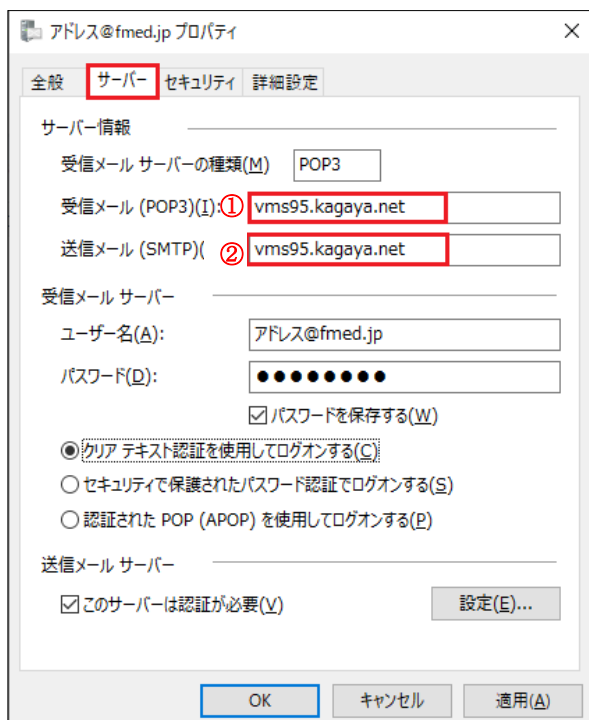 アドレス@fmed.jp プロパティ
全般 サーバー セキュリティ 詳細設定
サーバー情報
受信メール サーバーの種類(M) POP3
受信メール (POP3)(I): ① vms95.kagaya.net
送信メール (SMTP)( ② vms95.kagaya.net
受信メール サーバー
ユーザー名(A): アドレス@fmed.jp
パスワード(D): ●●●●●●●●
パスワードを保存する(W)
クリア テキスト認証を使用してログオンする(C)
セキュリティで保護されたパスワード認証でログオンする(S)
認証された POP (APOP) を使用してログオンする(P)
送信メール サーバー
このサーバーは認証が必要(V) 設定(E)...
OK キャンセル 適用(A)